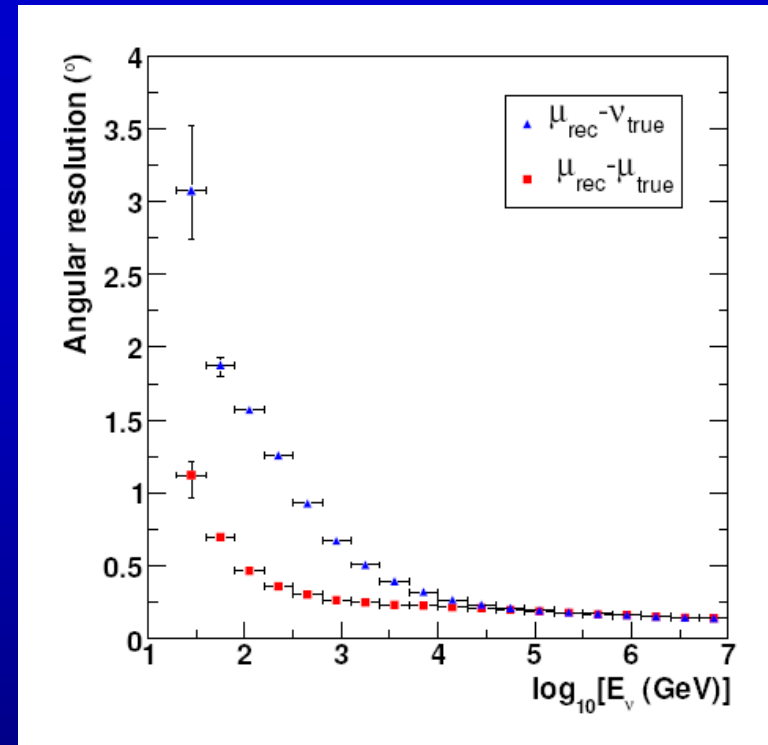 Angular resolution (°)
4
3.5
3
2.5
2
1.5
1
0.5
0
μrec-νtrue
μrec-μtrue
1 2 3 4 5 6 7
log10[Eν (GeV)]